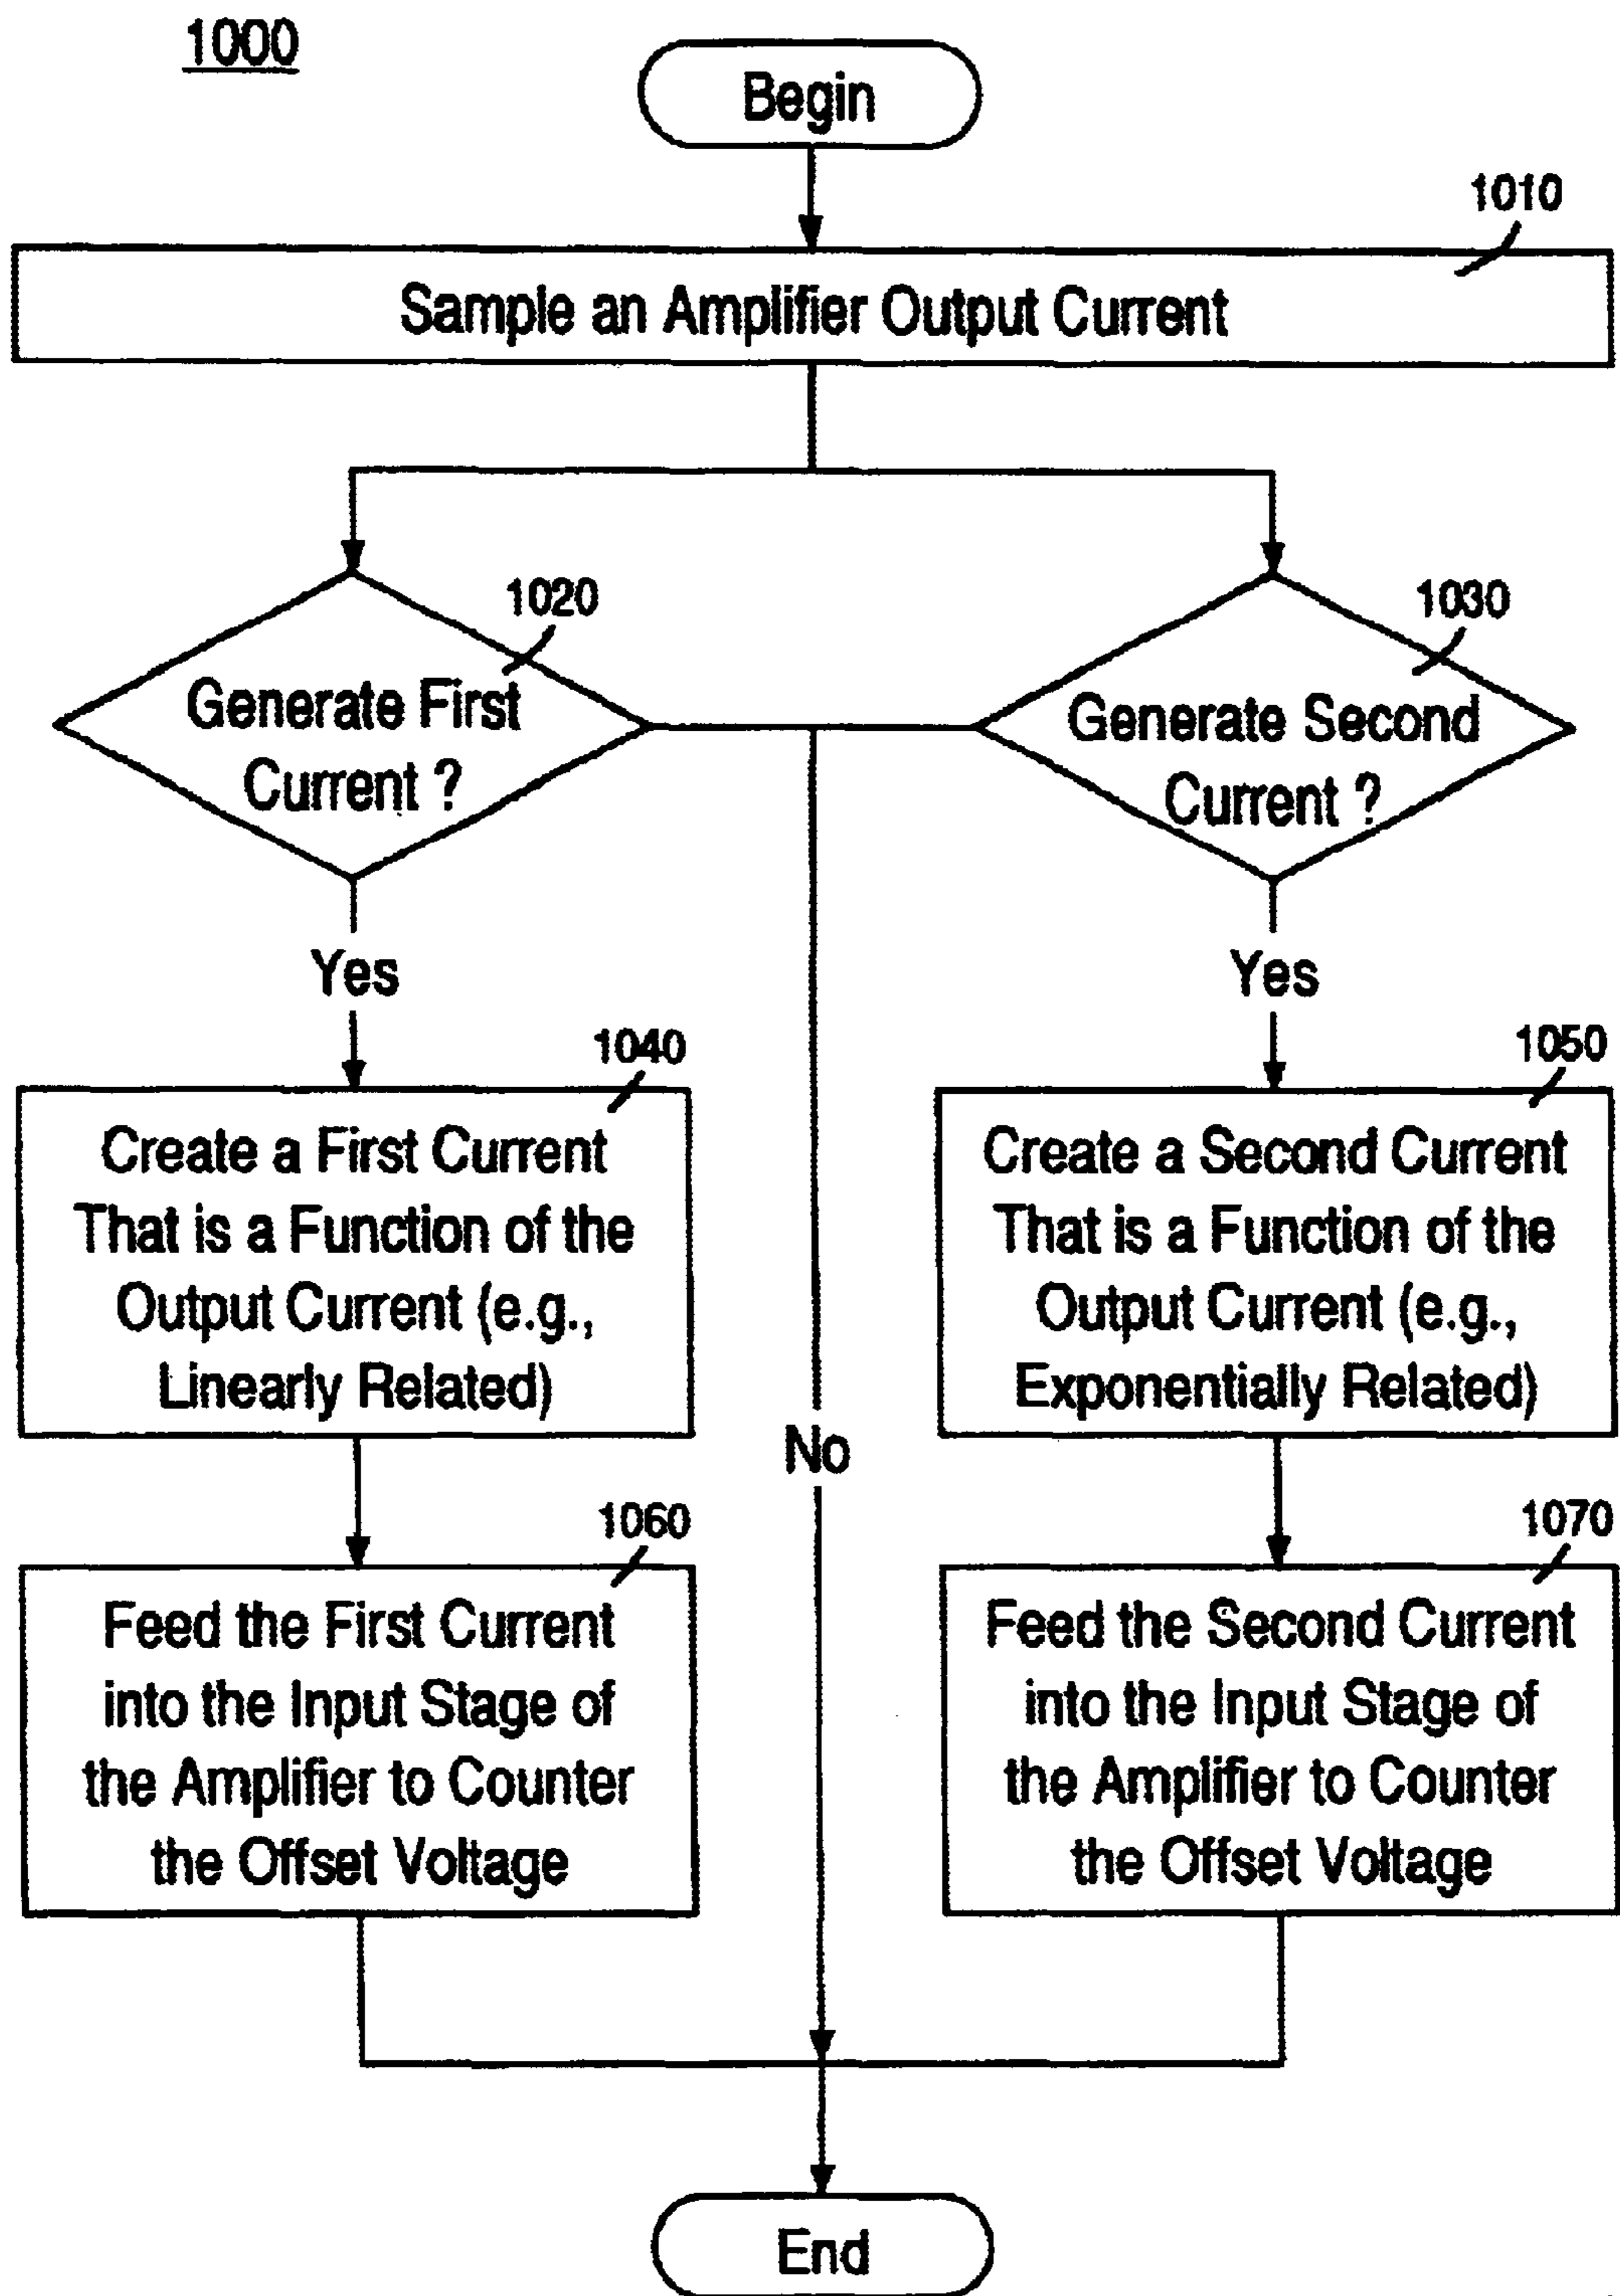 1000
Begin
1010
Sample an Amplifier Output Current
1020
Generate First
Current ?
1030
Generate Second
Current ?
Yes
Yes
1040
Create a First Current
That is a Function of the
Output Current (e.g.,
Linearly Related)
1050
Create a Second Current
That is a Function of the
Output Current (e.g.,
Exponentially Related)
No
1060
Feed the First Current
into the Input Stage of
the Amplifier to Counter
the Offset Voltage
1070
Feed the Second Current
into the Input Stage of
the Amplifier to Counter
the Offset Voltage
End